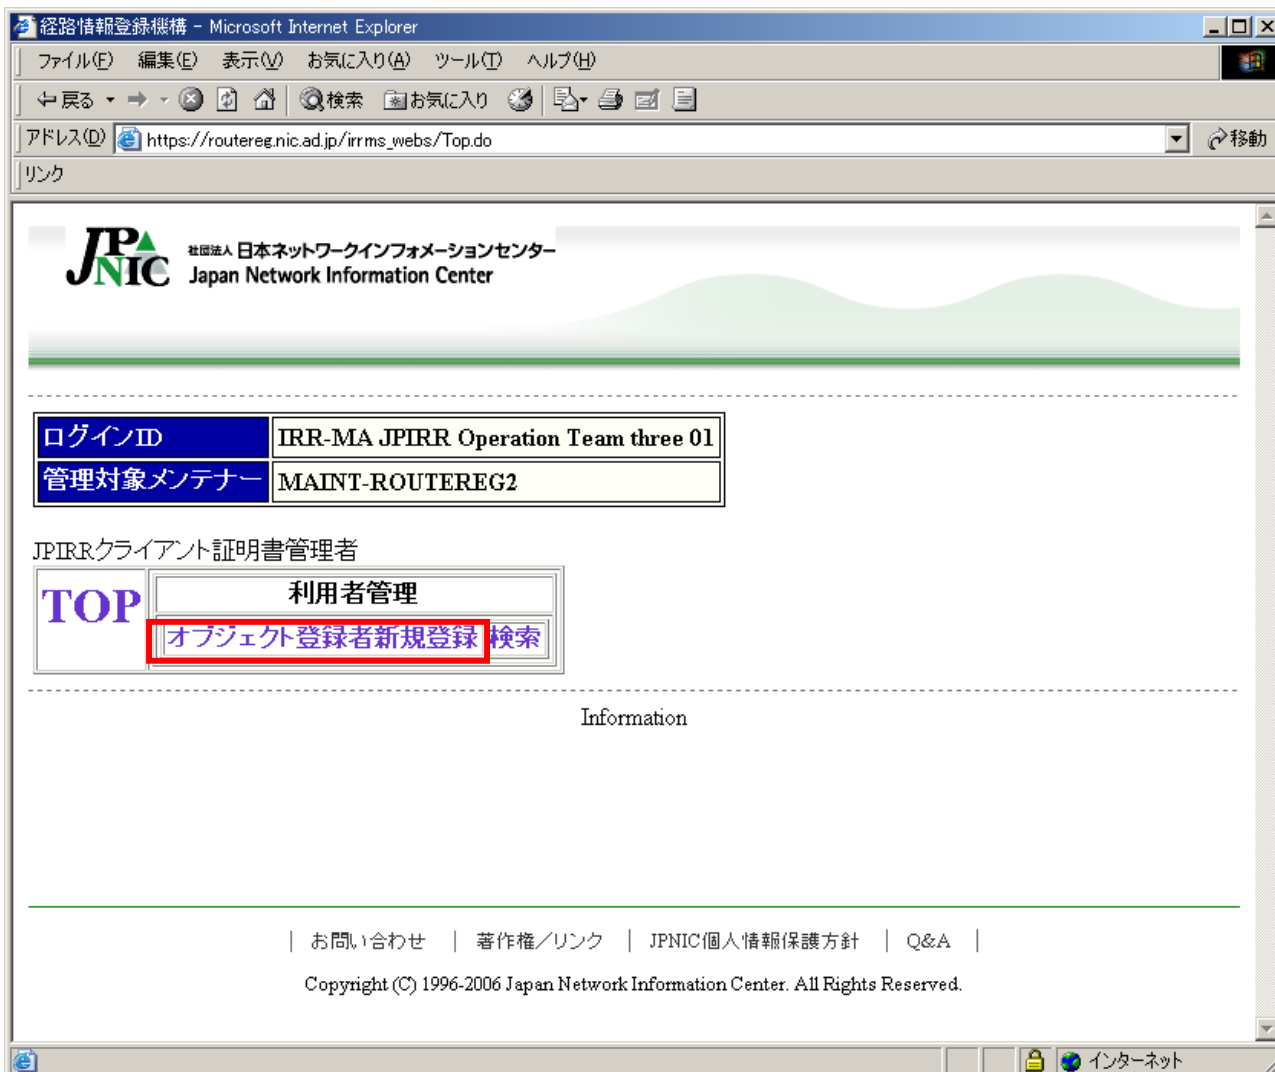 経路情報登録機構 - Microsoft Internet Explorer
ファイル(F) 編集(E) 表示(V) お気に入り(A) ツール(T) ヘルプ(H)
戻る 検索 お気に入り
アドレス(D) https://routereg.nic.ad.jp/irrms_webs/Top.do 移動
リンク
JPNIC 社団法人 日本ネットワークインフォメーションセンター
Japan Network Information Center
ログインID IRR-MA JPIRR Operation Team three 01
管理対象メンテナー MAINT-ROUTEREG2
JPIRRクライアント証明書管理者
TOP 利用者管理
オブジェクト登録者新規登録 検索
Information
| お問い合わせ | 著作権／リンク | JPNIC個人情報保護方針 | Q&A |
Copyright (C) 1996-2006 Japan Network Information Center. All Rights Reserved.
インターネット